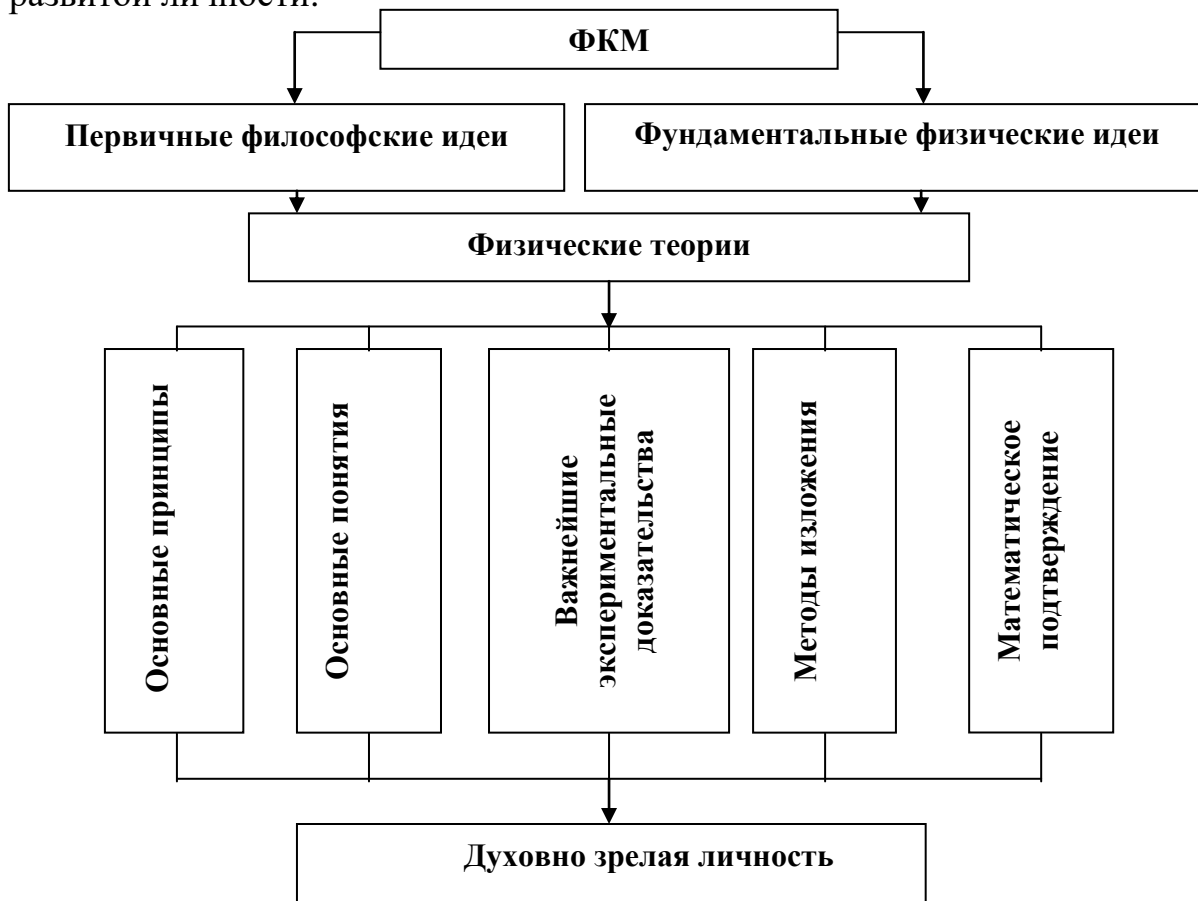 развитой личности.
ФКМ
Первичные философские идеи
Фундаментальные физические идеи
Физические теории
Основные принципы
Основные понятия
Важнейшие
экспериментальные
доказательства
Методы изложения
Математическое
подтверждение
Духовно зрелая личность